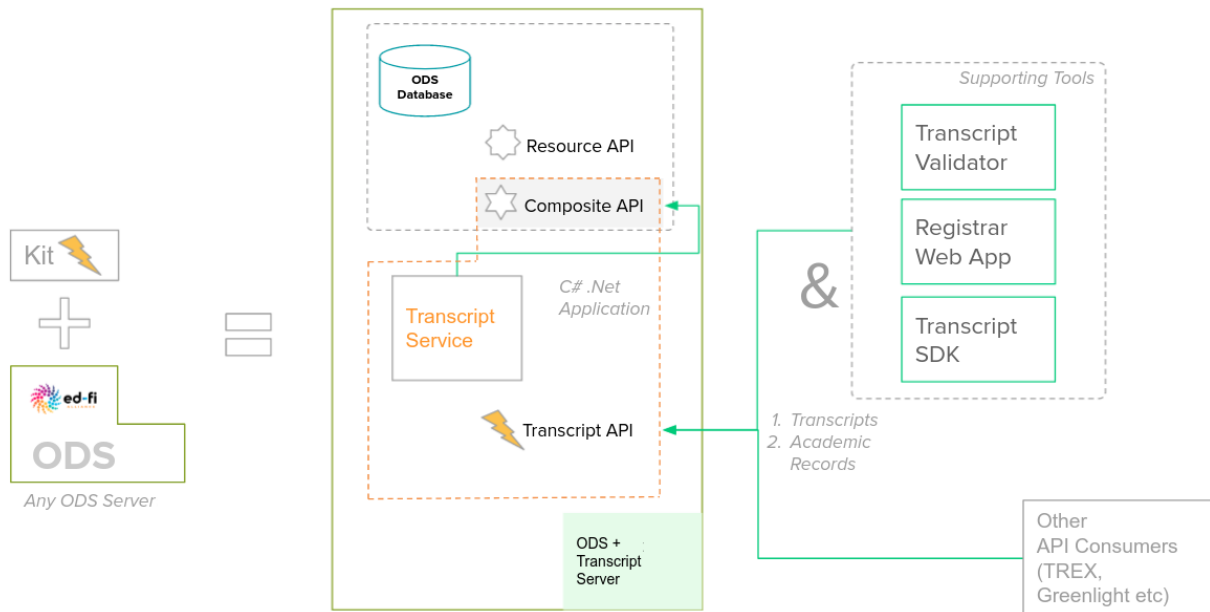 Kit
ed-fi
ALLIANCE
ODS
Any ODS Server
ODS
Database
Resource API
Composite API
C# .Net
Application
Transcript
Service
Transcript API
ODS +
Transcript
Server
&
Supporting Tools
Transcript
Validator
Registrar
Web App
Transcript
SDK
1. Transcripts
2. Academic
Records
Other
API Consumers
(TREX,
Greenlight etc)